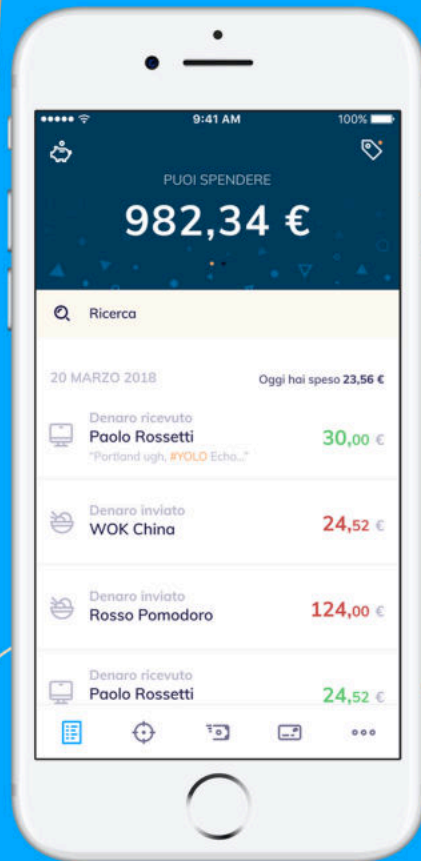 9:41 AM
100%
PUOI SPENDERE
982,34 €
Ricerca
20 MARZO 2018
Oggi hai speso 23,56 €
Denaro ricevuto
Paolo Rossetti
30,00 €
"Portland ugh, #YOLO Echo..."
Denaro inviato
WOK China
24,52 €
Denaro inviato
Rosso Pomodoro
124,00 €
Denaro ricevuto
Paolo Rossetti
24,52 €